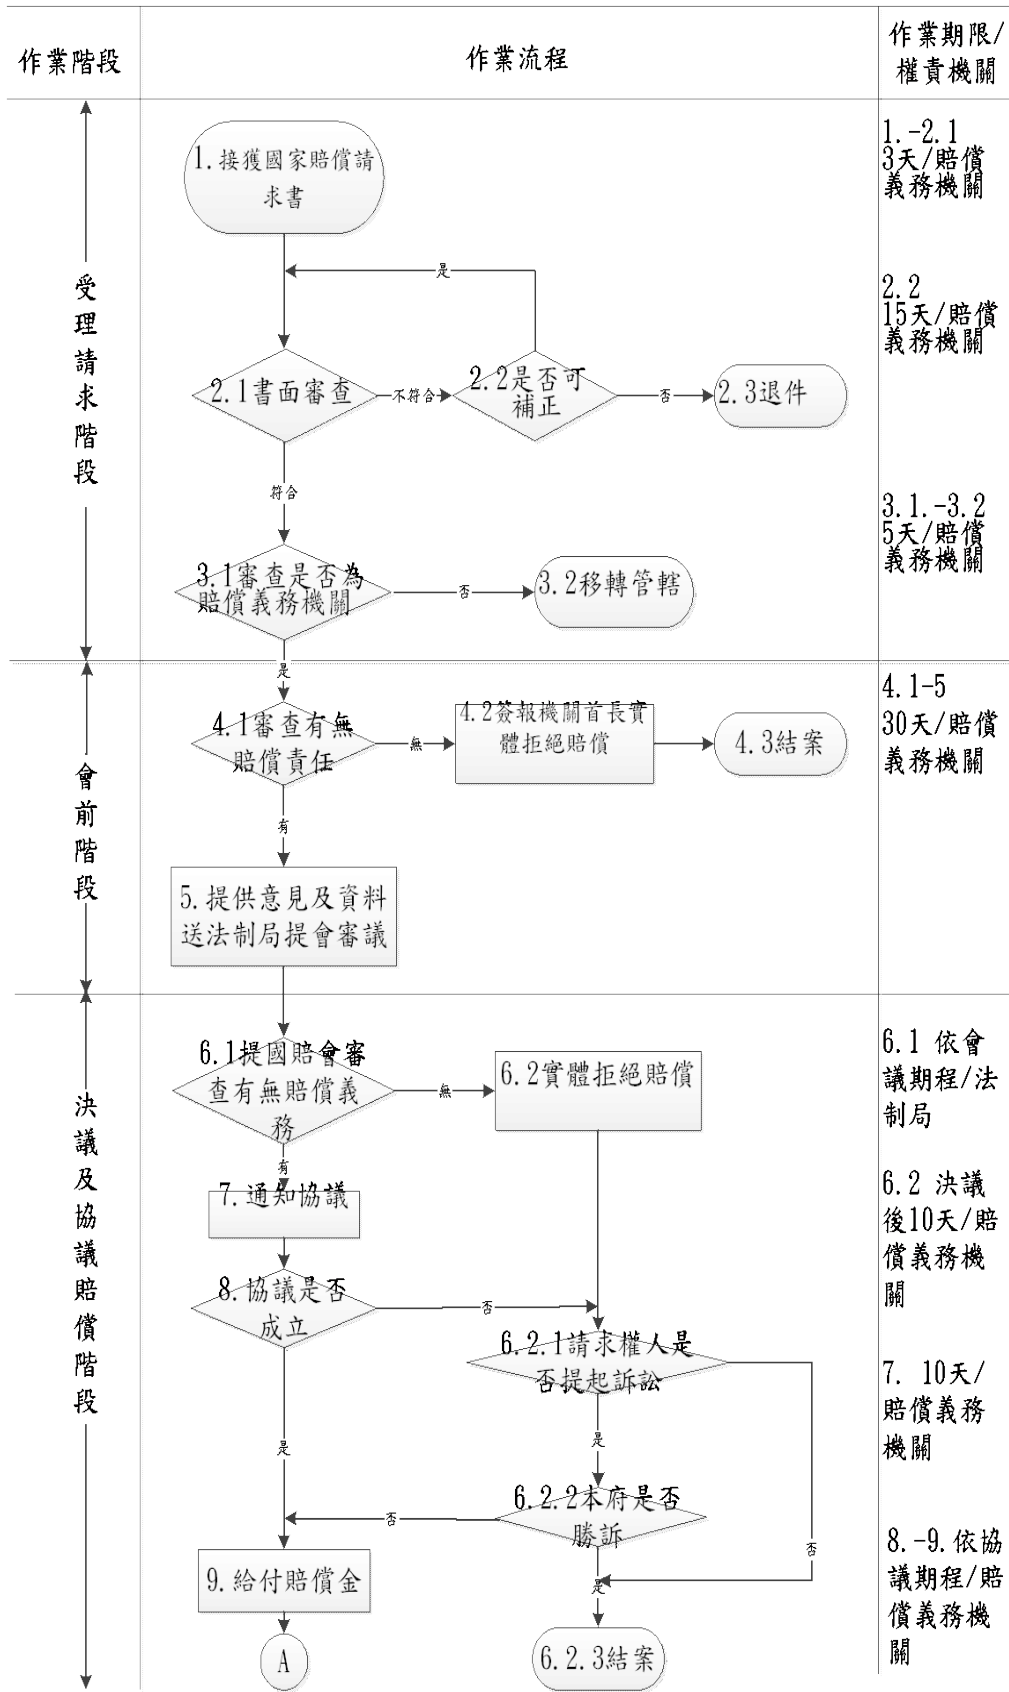 作業階段
作業流程
作業期限/
權責機關
受理請求階段
1.接獲國家賠償請
求書
是
2.1書面審查
不符合
2.2是否可
補正
否
2.3退件
符合
3.1審查是否為
賠償義務機關
否
3.2移轉管轄
1.-2.1
3天/賠償
義務機關
2.2
15天/賠償
義務機關
3.1.-3.2
5天/賠償
義務機關
會前階段
是
4.1審查有無
賠償責任
無
4.2簽報機關首長實
體拒絕賠償
4.3結案
有
5.提供意見及資料
送法制局提會審議
4.1-5
30天/賠償
義務機關
決議及協議賠償階段
6.1提國賠會審
查有無賠償義
務
無
6.2實體拒絕賠償
有
7.通知協議
8.協議是否
成立
否
6.2.1請求權人是
否提起訴訟
是
是
6.2.2本府是否
勝訴
否
否
是
9.給付賠償金
A
6.2.3結案
6.1 依會
議期程/法
制局
6.2 決議
後10天/賠
償義務機
關
7. 10天/
賠償義務
機關
8.-9.依協
議期程/賠
償義務機
關